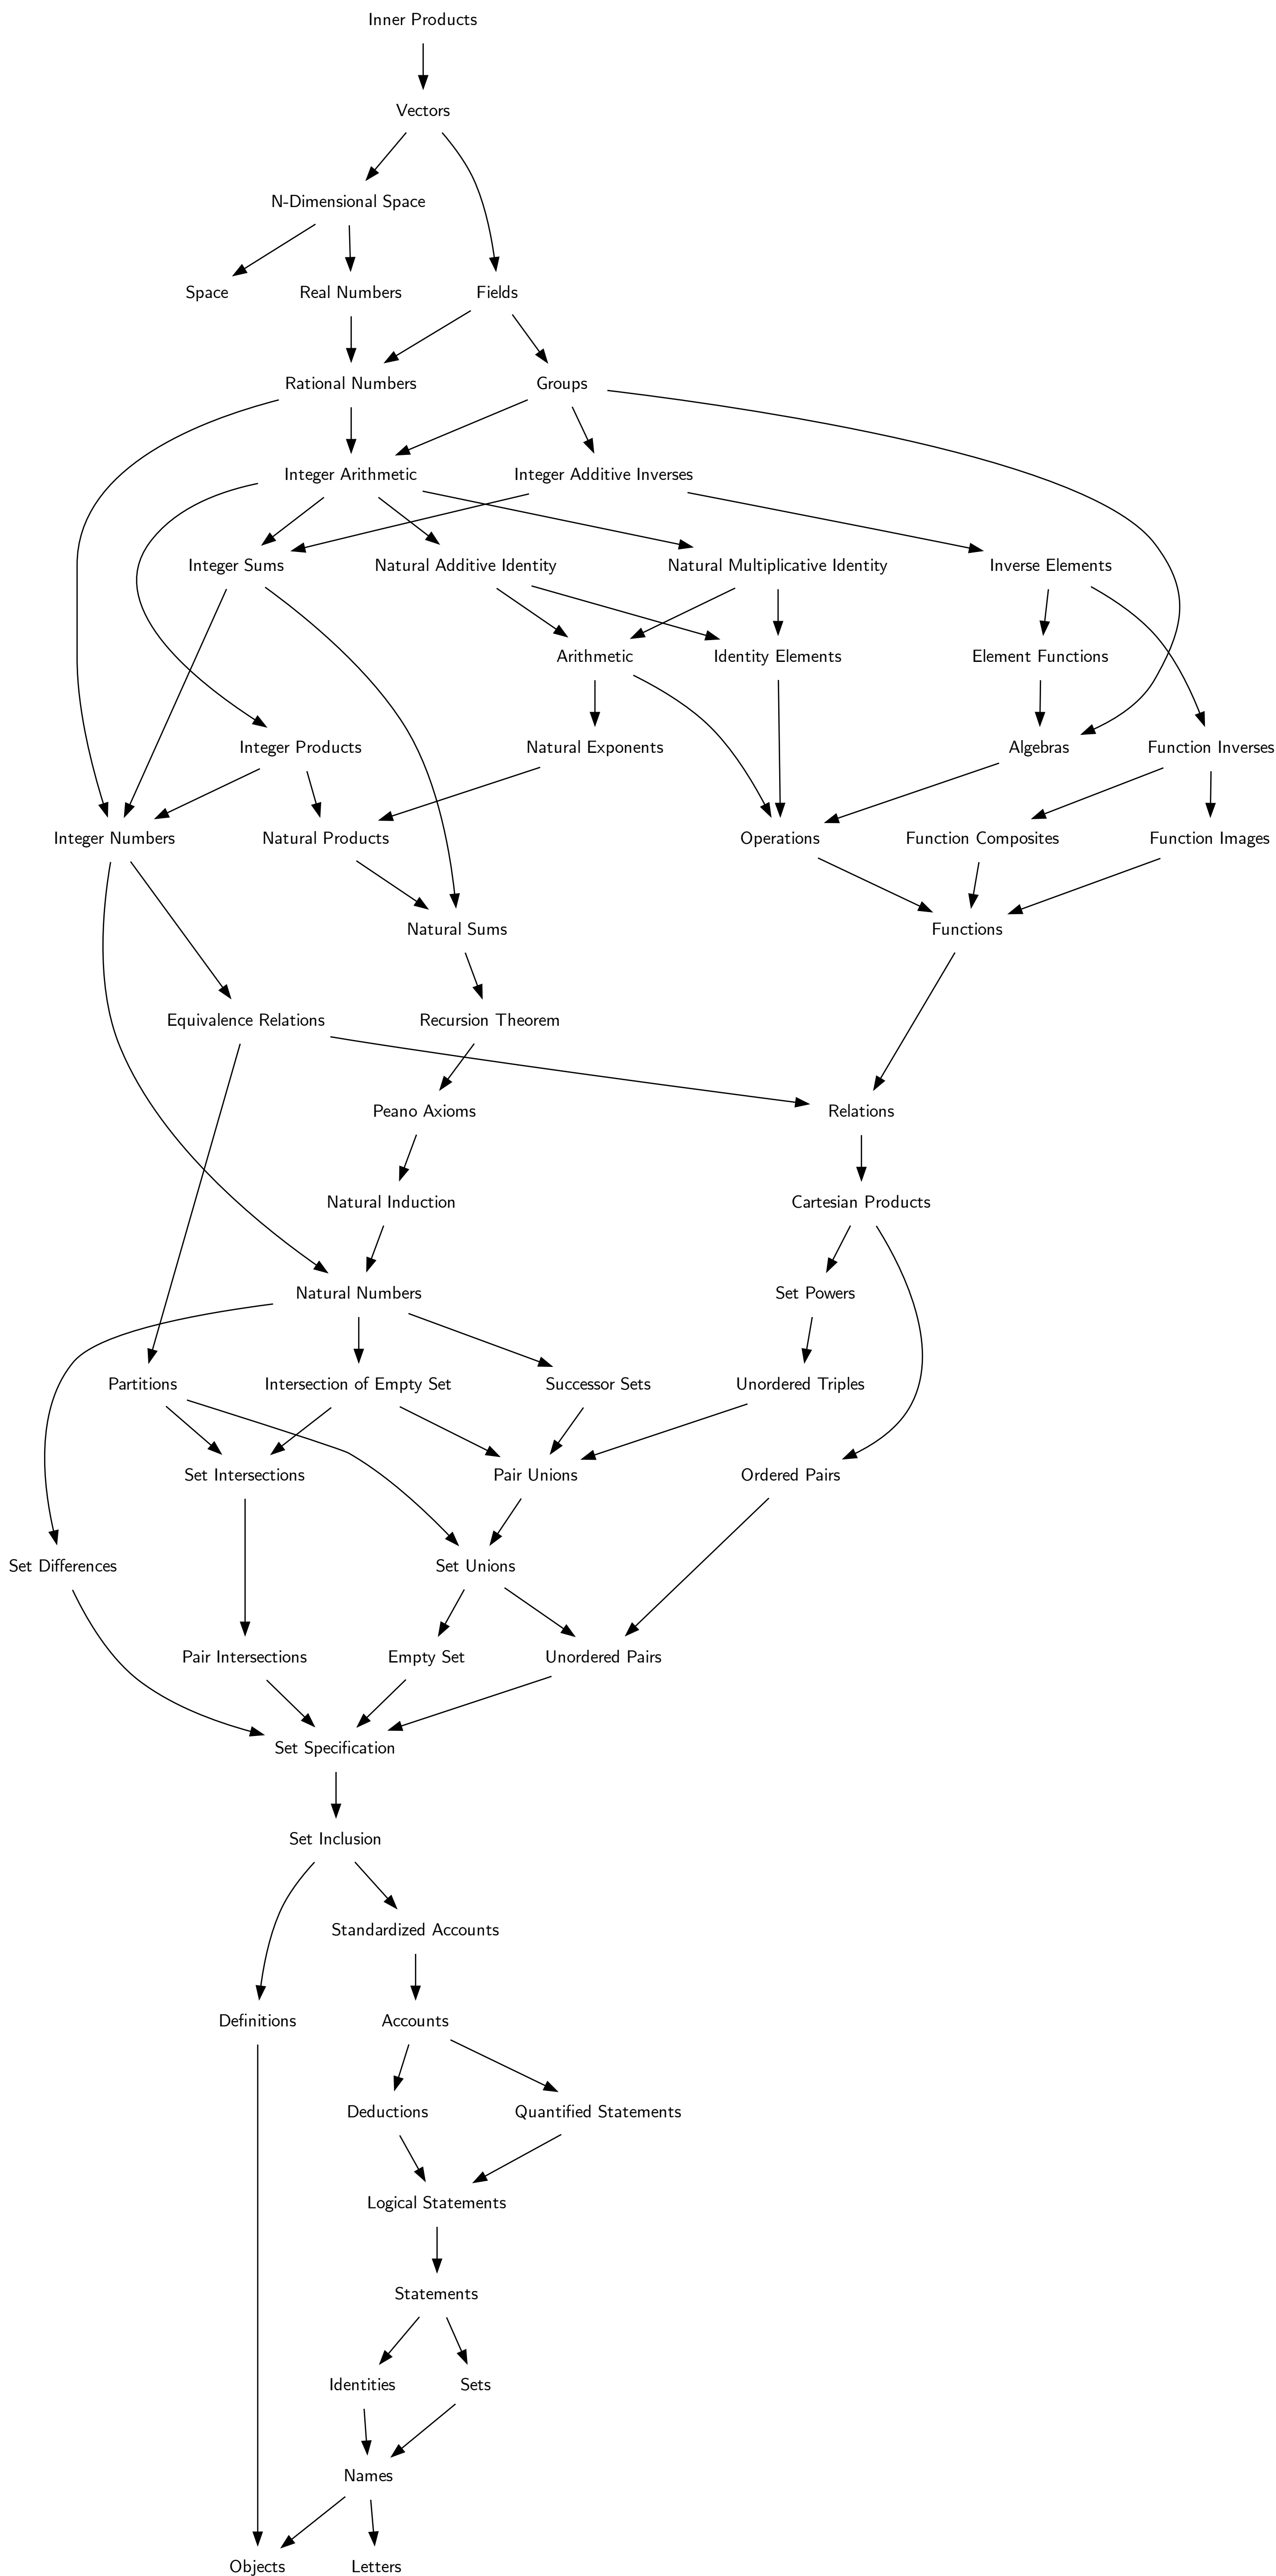 Inner Products
Vectors
N-Dimensional Space
Space
Real Numbers
Fields
Rational Numbers
Groups
Integer Arithmetic
Integer Additive Inverses
Integer Sums
Natural Additive Identity
Natural Multiplicative Identity
Inverse Elements
Arithmetic
Identity Elements
Element Functions
Integer Products
Natural Exponents
Algebras
Function Inverses
Integer Numbers
Natural Products
Operations
Function Composites
Function Images
Natural Sums
Functions
Equivalence Relations
Recursion Theorem
Peano Axioms
Relations
Natural Induction
Cartesian Products
Natural Numbers
Set Powers
Partitions
Intersection of Empty Set
Successor Sets
Unordered Triples
Set Intersections
Pair Unions
Ordered Pairs
Set Differences
Set Unions
Pair Intersections
Empty Set
Unordered Pairs
Set Specification
Set Inclusion
Standardized Accounts
Definitions
Accounts
Deductions
Quantified Statements
Logical Statements
Statements
Identities
Sets
Names
Objects
Letters